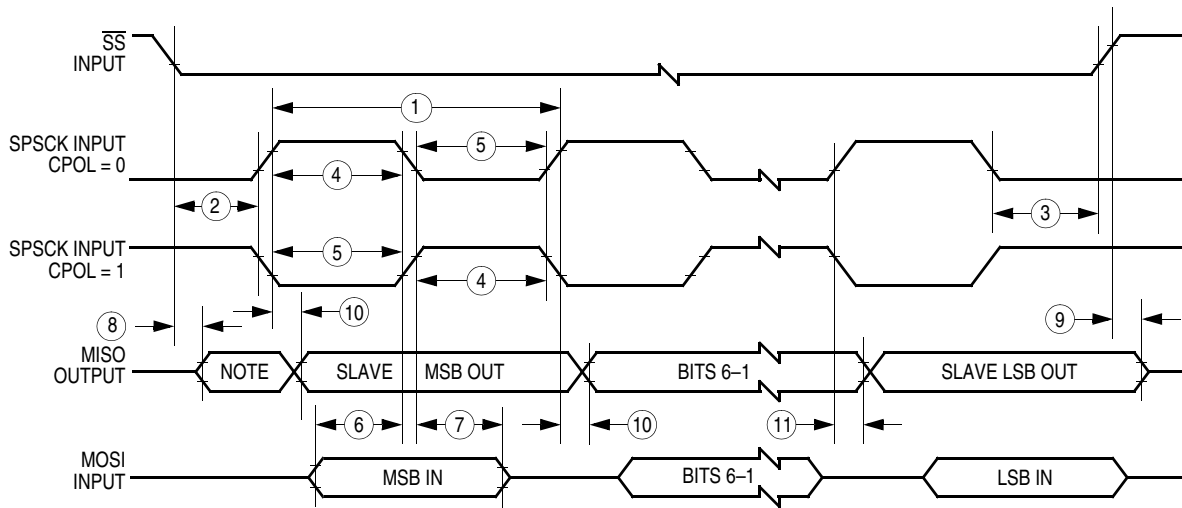 SS
INPUT
1
SPSCK INPUT
CPOL = 0
5
4
2
3
SPSCK INPUT
CPOL = 1
5
4
8
10
9
MISO
OUTPUT
NOTE
SLAVE MSB OUT
BITS 6–1
SLAVE LSB OUT
6
7
10
11
MOSI
INPUT
MSB IN
BITS 6–1
LSB IN